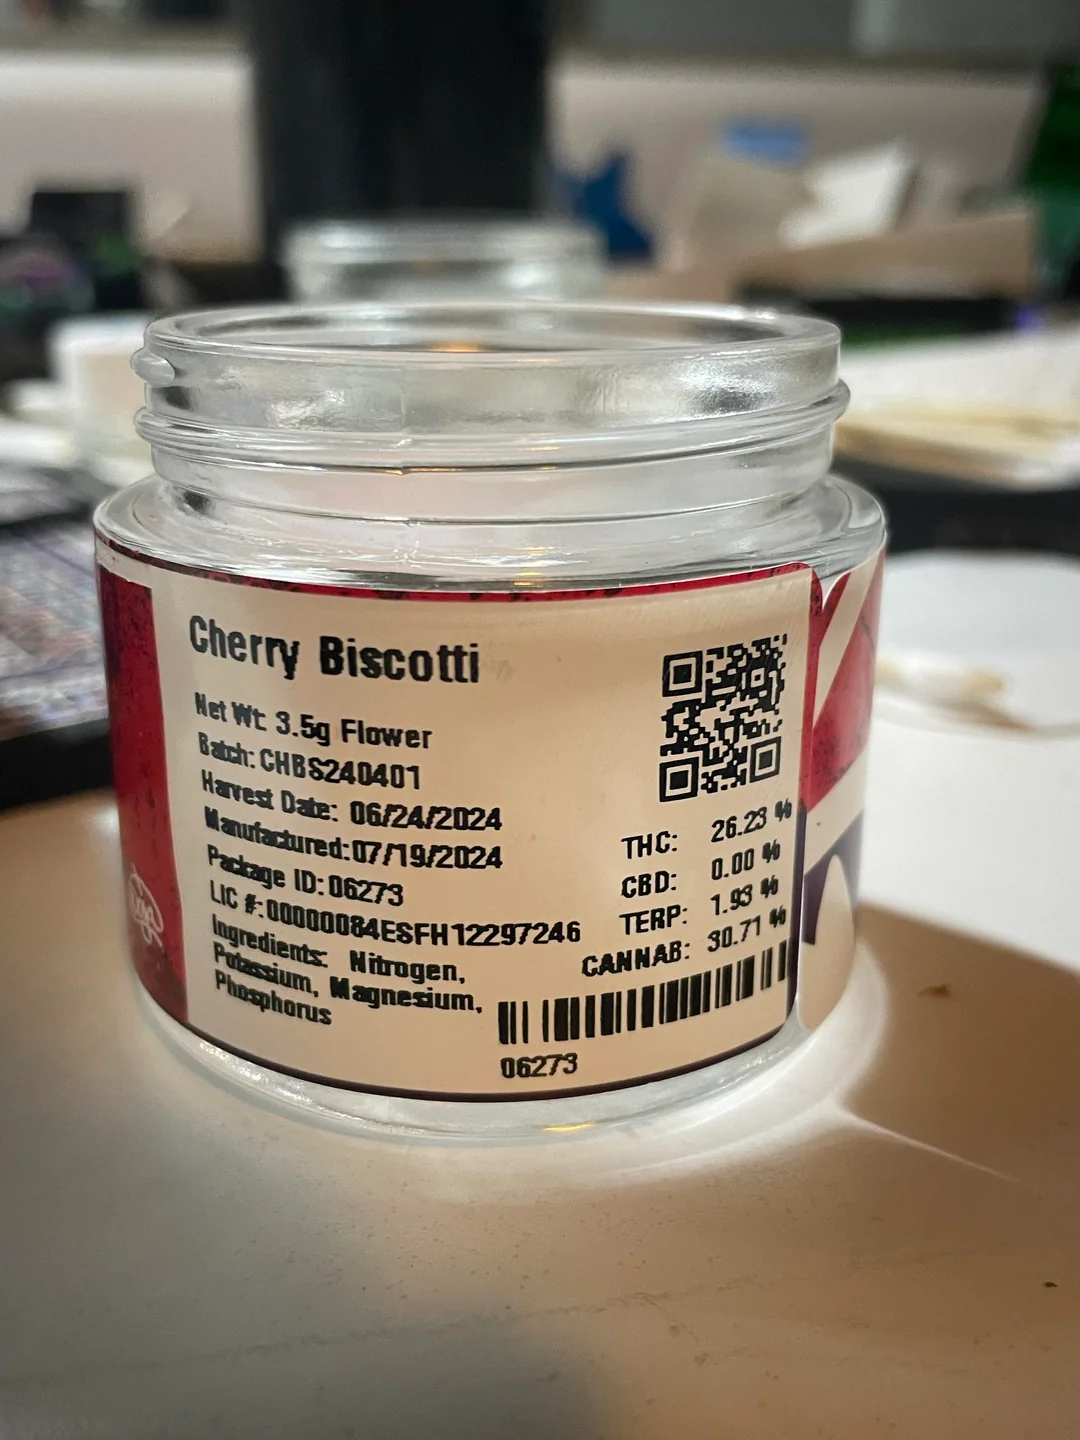 Cherry Biscotti
Net Wt: 3.5g Flower
Batch: CHBS240401
Harvest Date: 06/24/2024
Manufactured:07/19/2024
Package ID: 06273
LIC #:00000084ESFH12297246
Ingredients: Nitrogen,
Potassium, Magnesium,
Phosphorus
THC: 26.23 %
CBD: 0.00 %
TERP: 1.93 %
CANNAB: 30.71 %
06273